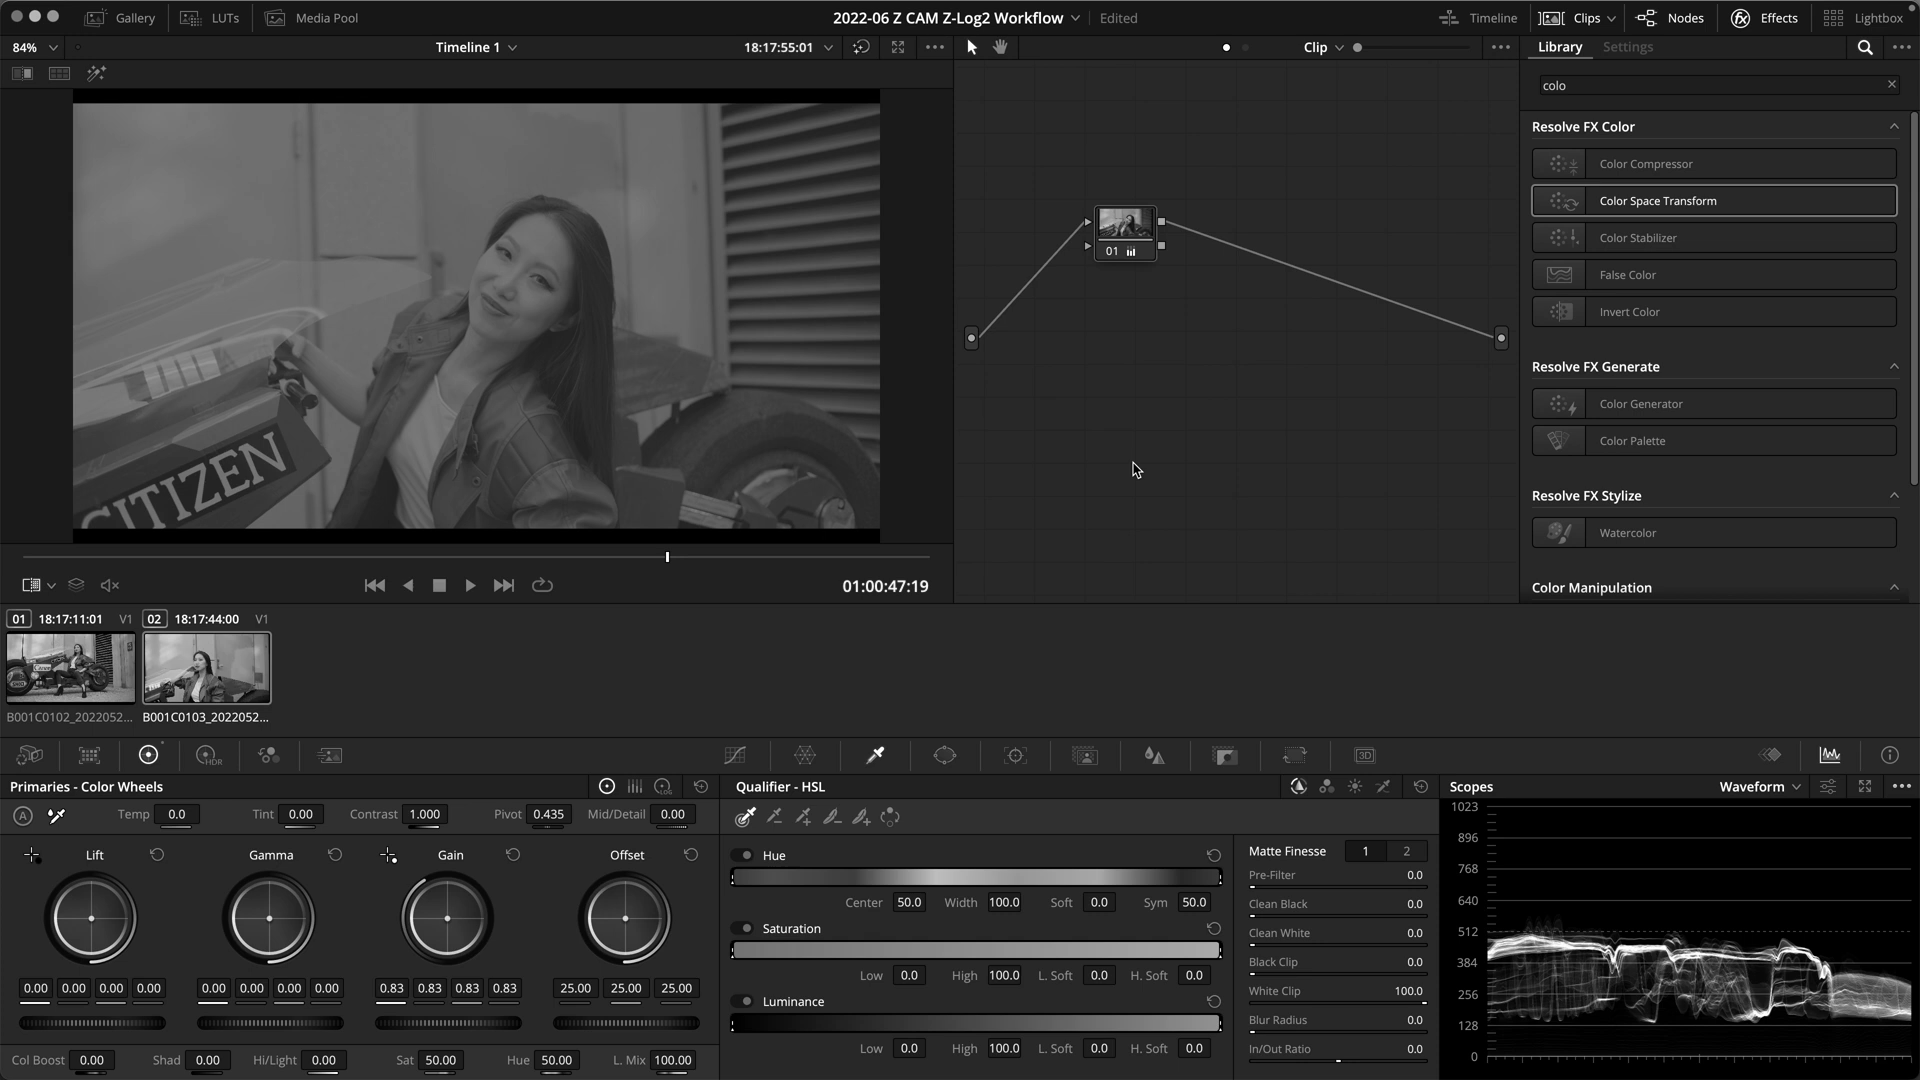 Gallery LUTs Media Pool 2022-06 Z CAM Z-Log2 Workflow Edited Timeline Clips Nodes Effects Lightbox
84% Timeline 1 18:17:55:01 Clip Library Settings
colo
Resolve FX Color
Color Compressor
Color Space Transform
Color Stabilizer
False Color
Invert Color
Resolve FX Generate
Color Generator
Color Palette
Resolve FX Stylize
Watercolor
Color Manipulation
01
CITIZEN
01:00:47:19
01 18:17:11:01 V1 02 18:17:44:00 V1
B001C0102_2022052... B001C0103_2022052...
HDR 3D
Primaries - Color Wheels
A Temp 0.0 Tint 0.00 Contrast 1.000 Pivot 0.435 Mid/Detail 0.00
Lift Gamma Gain Offset
0.00 0.00 0.00 0.00 0.00 0.00 0.00 0.00 0.83 0.83 0.83 0.83 25.00 25.00 25.00
Col Boost 0.00 Shad 0.00 Hi/Light 0.00 Sat 50.00 Hue 50.00 L. Mix 100.00
Qualifier - HSL
Hue
Center 50.0 Width 100.0 Soft 0.0 Sym 50.0
Saturation
Low 0.0 High 100.0 L. Soft 0.0 H. Soft 0.0
Luminance
Low 0.0 High 100.0 L. Soft 0.0 H. Soft 0.0
Matte Finesse 1 2
Pre-Filter 0.0
Clean Black 0.0
Clean White 0.0
Black Clip 0.0
White Clip 100.0
Blur Radius 0.0
In/Out Ratio 0.0
Scopes Waveform
1023
896
768
640
512
384
256
128
0